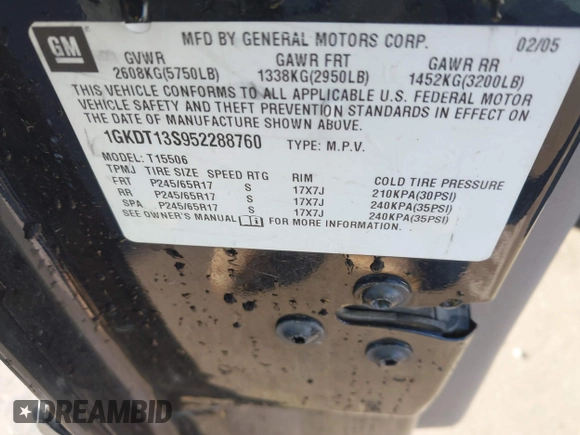 GM
MFD BY GENERAL MOTORS CORP. 02/05
GVWR GAWR FRT GAWR RR
2608KG(5750LB) 1338KG(2950LB) 1452KG(3200LB)
THIS VEHICLE CONFORMS TO ALL APPLICABLE U.S. FEDERAL MOTOR
VEHICLE SAFETY AND THEFT PREVENTION STANDARDS IN EFFECT ON
THE DATE OF MANUFACTURE SHOWN ABOVE.
1GKDT13S952288760 TYPE: M.P.V.
MODEL: T15506
TPMJ TIRE SIZE SPEED RTG RIM COLD TIRE PRESSURE
FRT P245/65R17 S 17X7J 210KPA(30PSI)
RR P245/65R17 S 17X7J 240KPA(35PSI)
SPA P245/65R17 S 17X7J 240KPA(35PSI)
SEE OWNER'S MANUAL FOR MORE INFORMATION.
DREAMBID